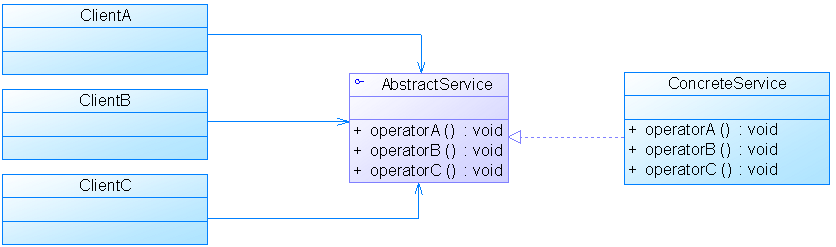 ClientA
ClientB
ClientC
AbstractService
+ operatorA () : void
+ operatorB () : void
+ operatorC () : void
ConcreteService
+ operatorA () : void
+ operatorB () : void
+ operatorC () : void